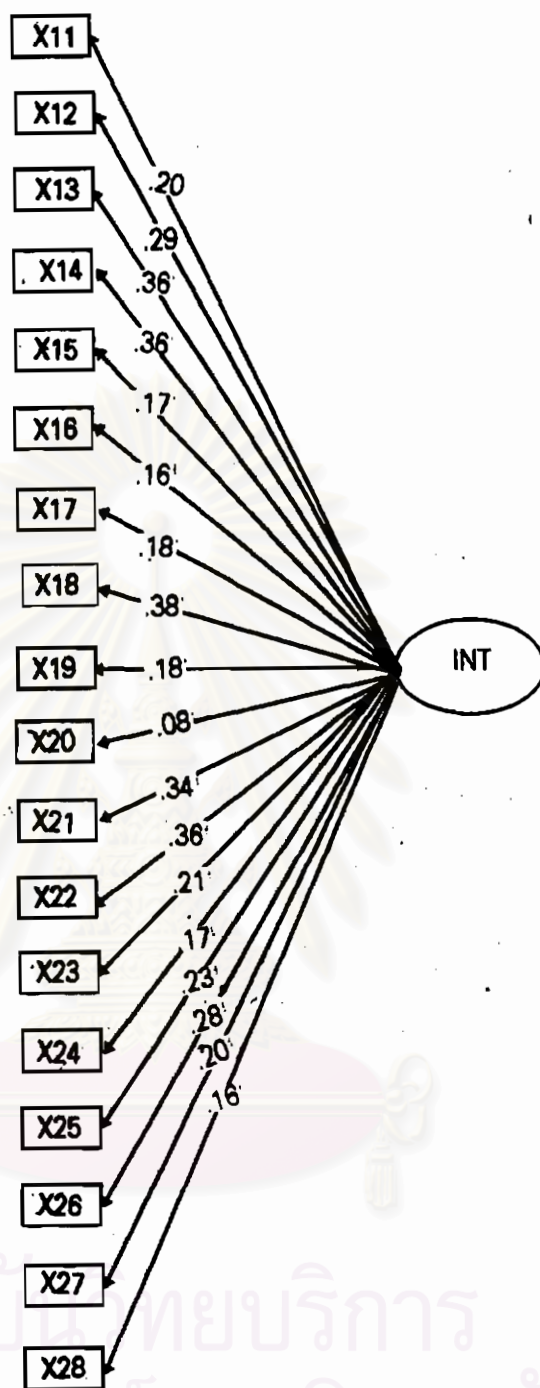 X11
X12
.20
X13
.29
X14
.36
X15
.36
X16
.17
X17
.16
X18
.18
.38
X19
.18
INT
X20
.08
X21
.34
X22
.36
X23
.21
X24
.17
X25
.23
X26
.28
X27
.20
X28
.16